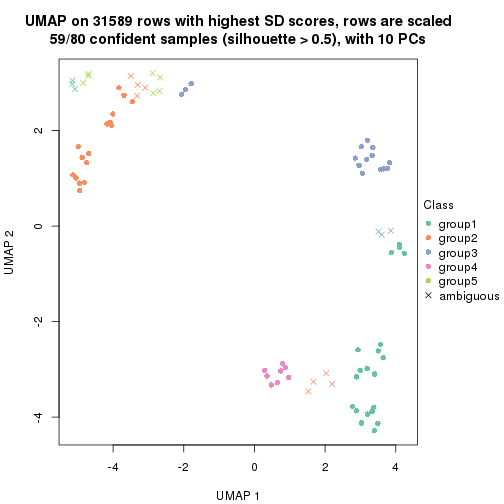 UMAP on 31589 rows with highest SD scores, rows are scaled
59/80 confident samples (silhouette > 0.5), with 10 PCs
UMAP 2
2
0
-2
-4
-4
-2
0
2
4
UMAP 1
Class
group1
group2
group3
group4
group5
ambiguous